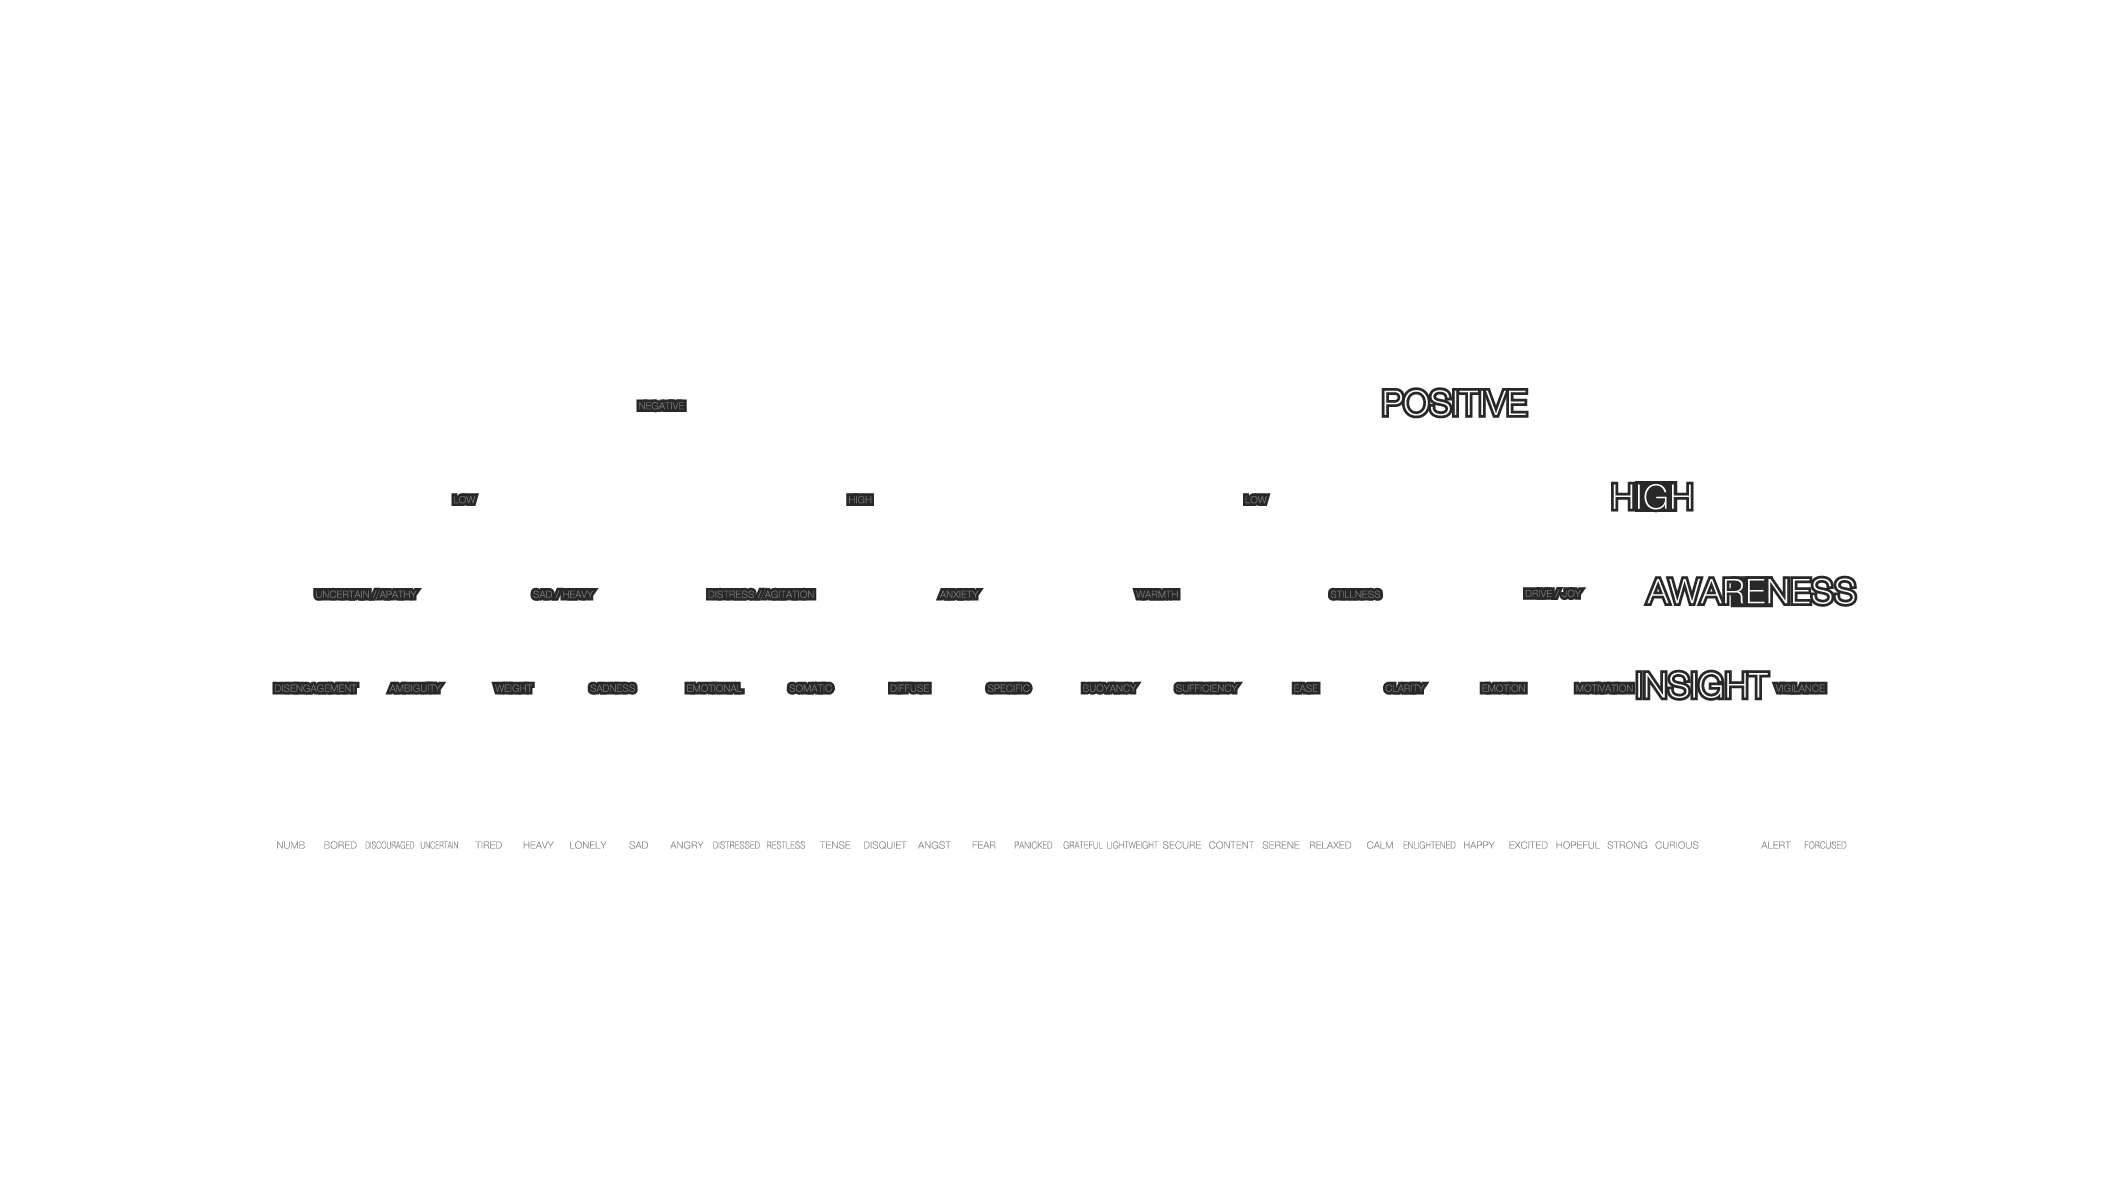 NEGATIVE POSITIVE
LOW HIGH LOW HIGH
UNCERTAIN//APATHY SAD//HEAVY DISTRESS//AGITATION ANXIETY WARMTH STILLNESS DRIVE//JOY AWARENESS
DISENGAGEMENT AMBIGUITY WEIGHT SADNESS EMOTIONAL SOMATIC DIFFUSE SPECIFIC BUOYANCY SUFFICIENCY EASE CLARITY EMOTION MOTIVATION INSIGHT VIGILANCE
NUMB BORED DISCOURAGED UNCERTAIN TIRED HEAVY LONELY SAD ANGRY DISTRESSED RESTLESS TENSE DISQUIET ANGST FEAR PANICKED GRATEFUL LIGHTWEIGHT SECURE CONTENT SERENE RELAXED CALM ENLIGHTENED HAPPY EXCITED HOPEFUL STRONG CURIOUS ALERT FORCUSED